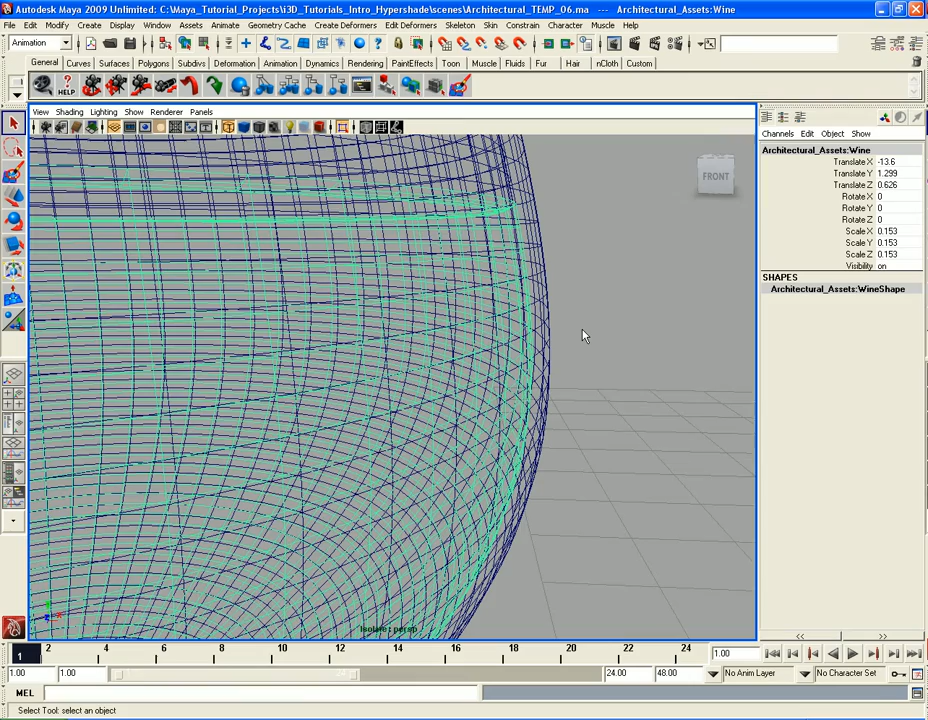 Autodesk Maya 2009 Unlimited: C:\Maya_Tutorial_Projects\i3D_Tutorials_Intro_Hypershade\scenes\Architectural_TEMP_06.ma --- Architectural_Assets:Wine
File Edit Modify Create Display Window Assets Animate Geometry Cache Create Deformers Edit Deformers Skeleton Skin Constrain Character Muscle Help
Animation
General Curves Surfaces Polygons Subdivs Deformation Animation Dynamics Rendering PaintEffects Toon Muscle Fluids Fur Hair nCloth Custom
HELP
View Shading Lighting Show Renderer Panels
Channels Edit Object Show
Architectural_Assets:Wine
Translate X -13.6
Translate Y 1.299
Translate Z 0.626
Rotate X 0
Rotate Y 0
Rotate Z 0
Scale X 0.153
Scale Y 0.153
Scale Z 0.153
Visibility on
SHAPES
Architectural_Assets:WineShape
FRONT
Isolate: persp
<< >>
1 2 4 6 8 10 12 14 16 18 20 22 24 1.00
1.00 1.00 24.00 48.00 No Anim Layer No Character Set
MEL
Select Tool: select an object